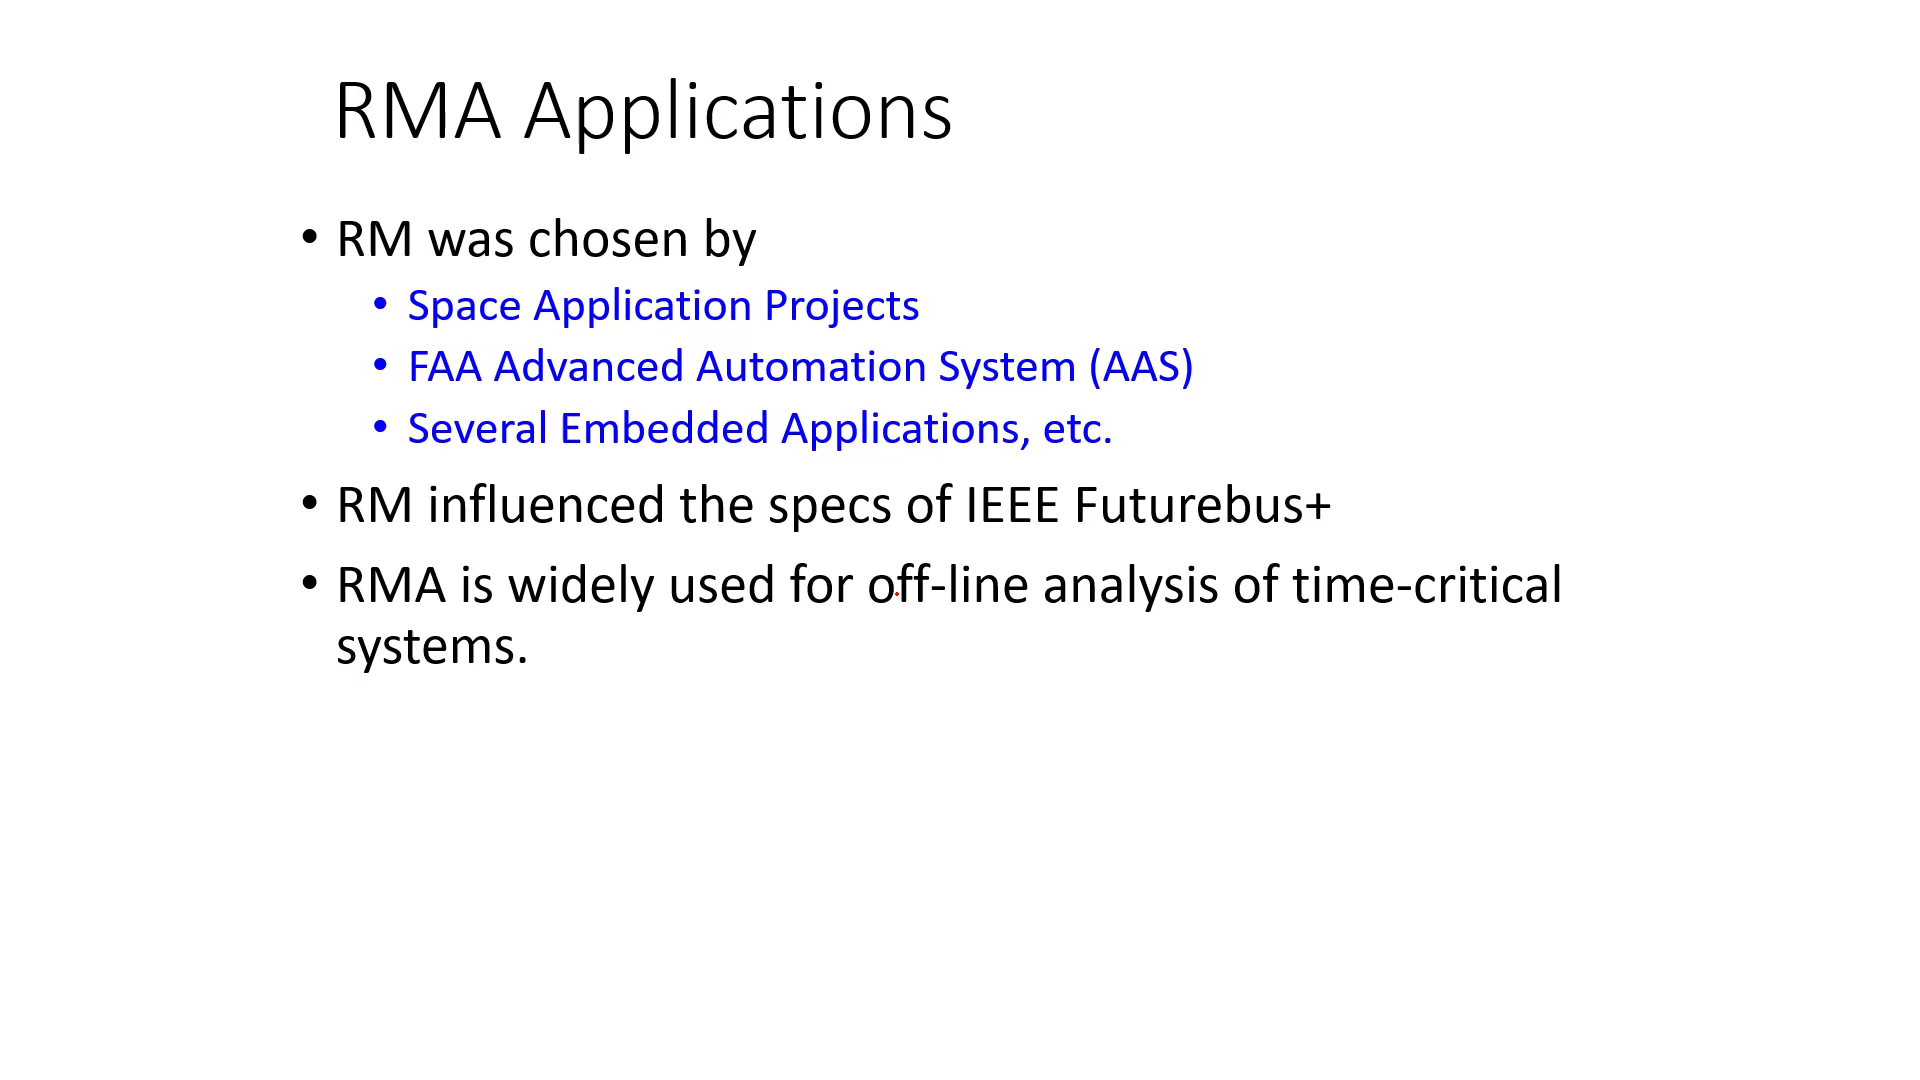 RMA Applications
• RM was chosen by
• Space Application Projects
• FAA Advanced Automation System (AAS)
• Several Embedded Applications, etc.
• RM influenced the specs of IEEE Futurebus+
• RMA is widely used for off-line analysis of time-critical
systems.